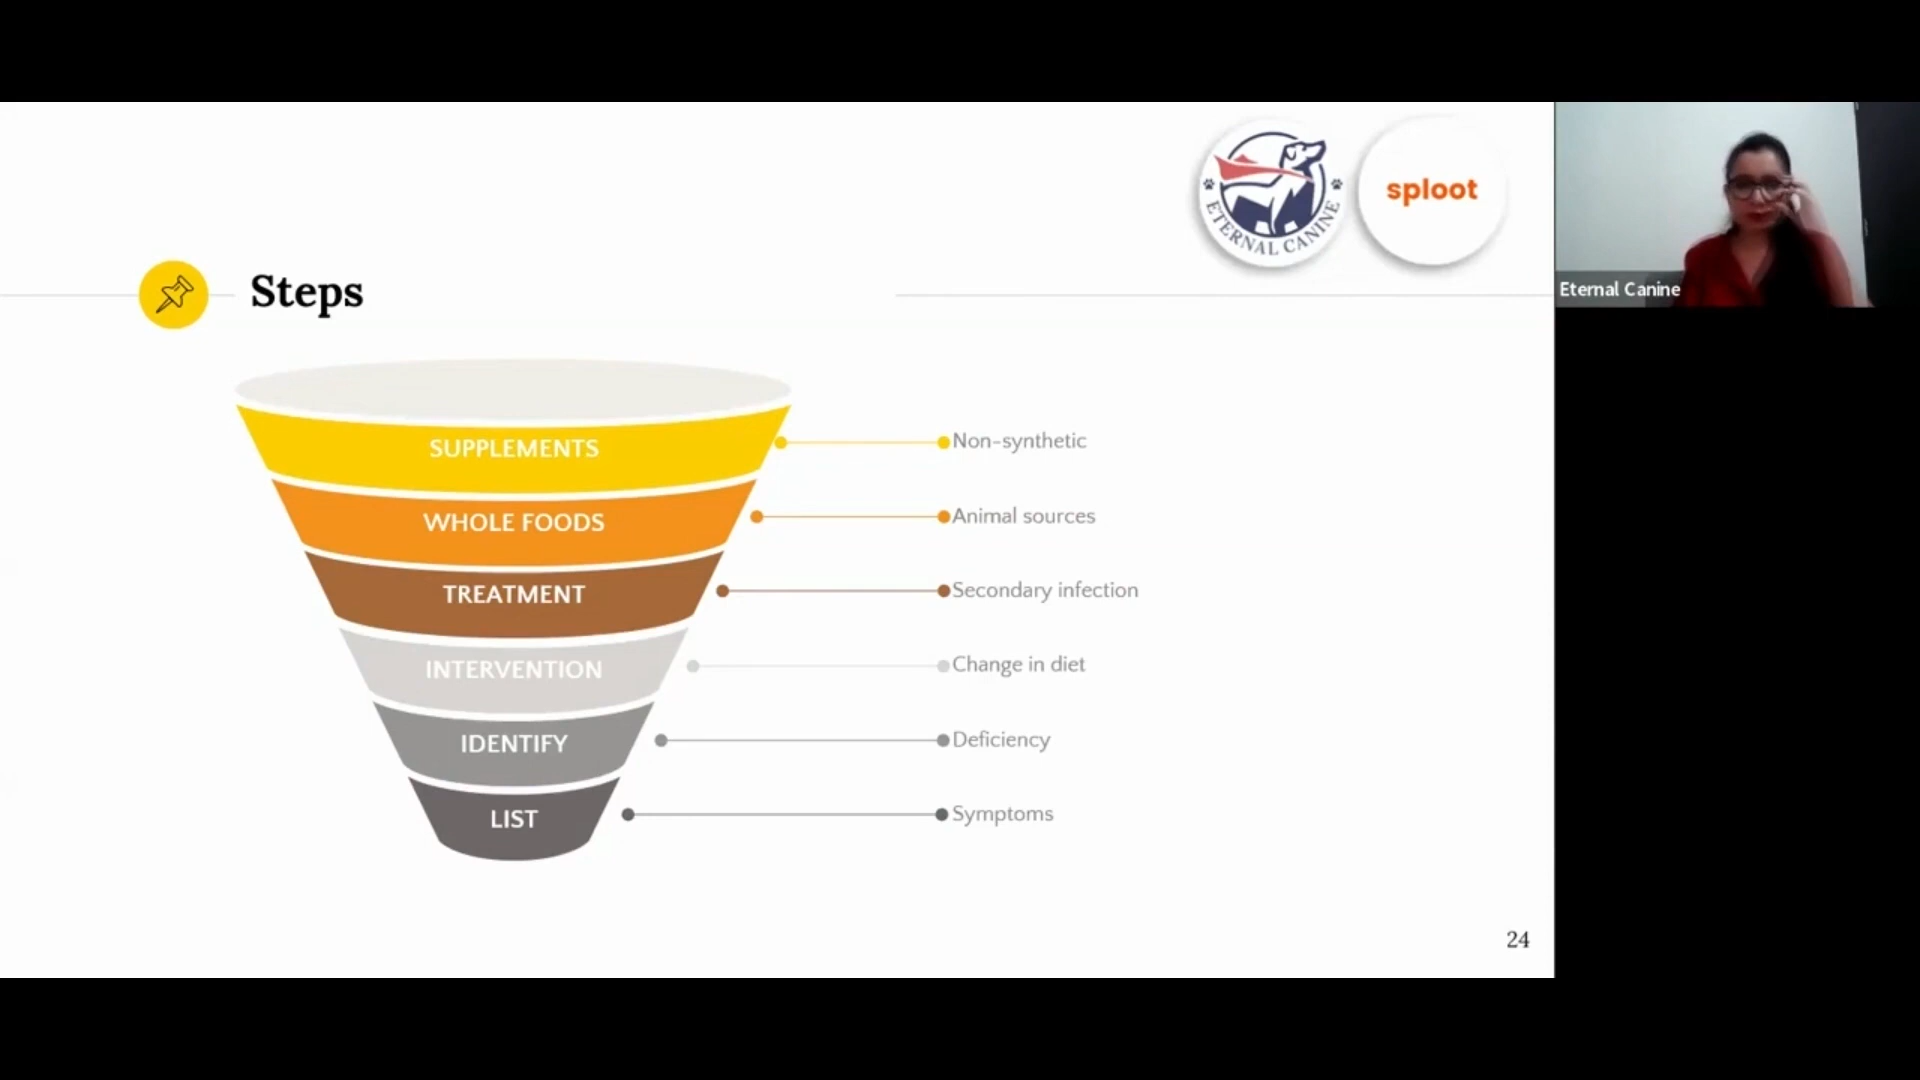 ETERNAL CANINE
sploot
Eternal Canine
Steps
SUPPLEMENTS
Non-synthetic
WHOLE FOODS
Animal sources
TREATMENT
Secondary infection
INTERVENTION
Change in diet
IDENTIFY
Deficiency
LIST
Symptoms
24